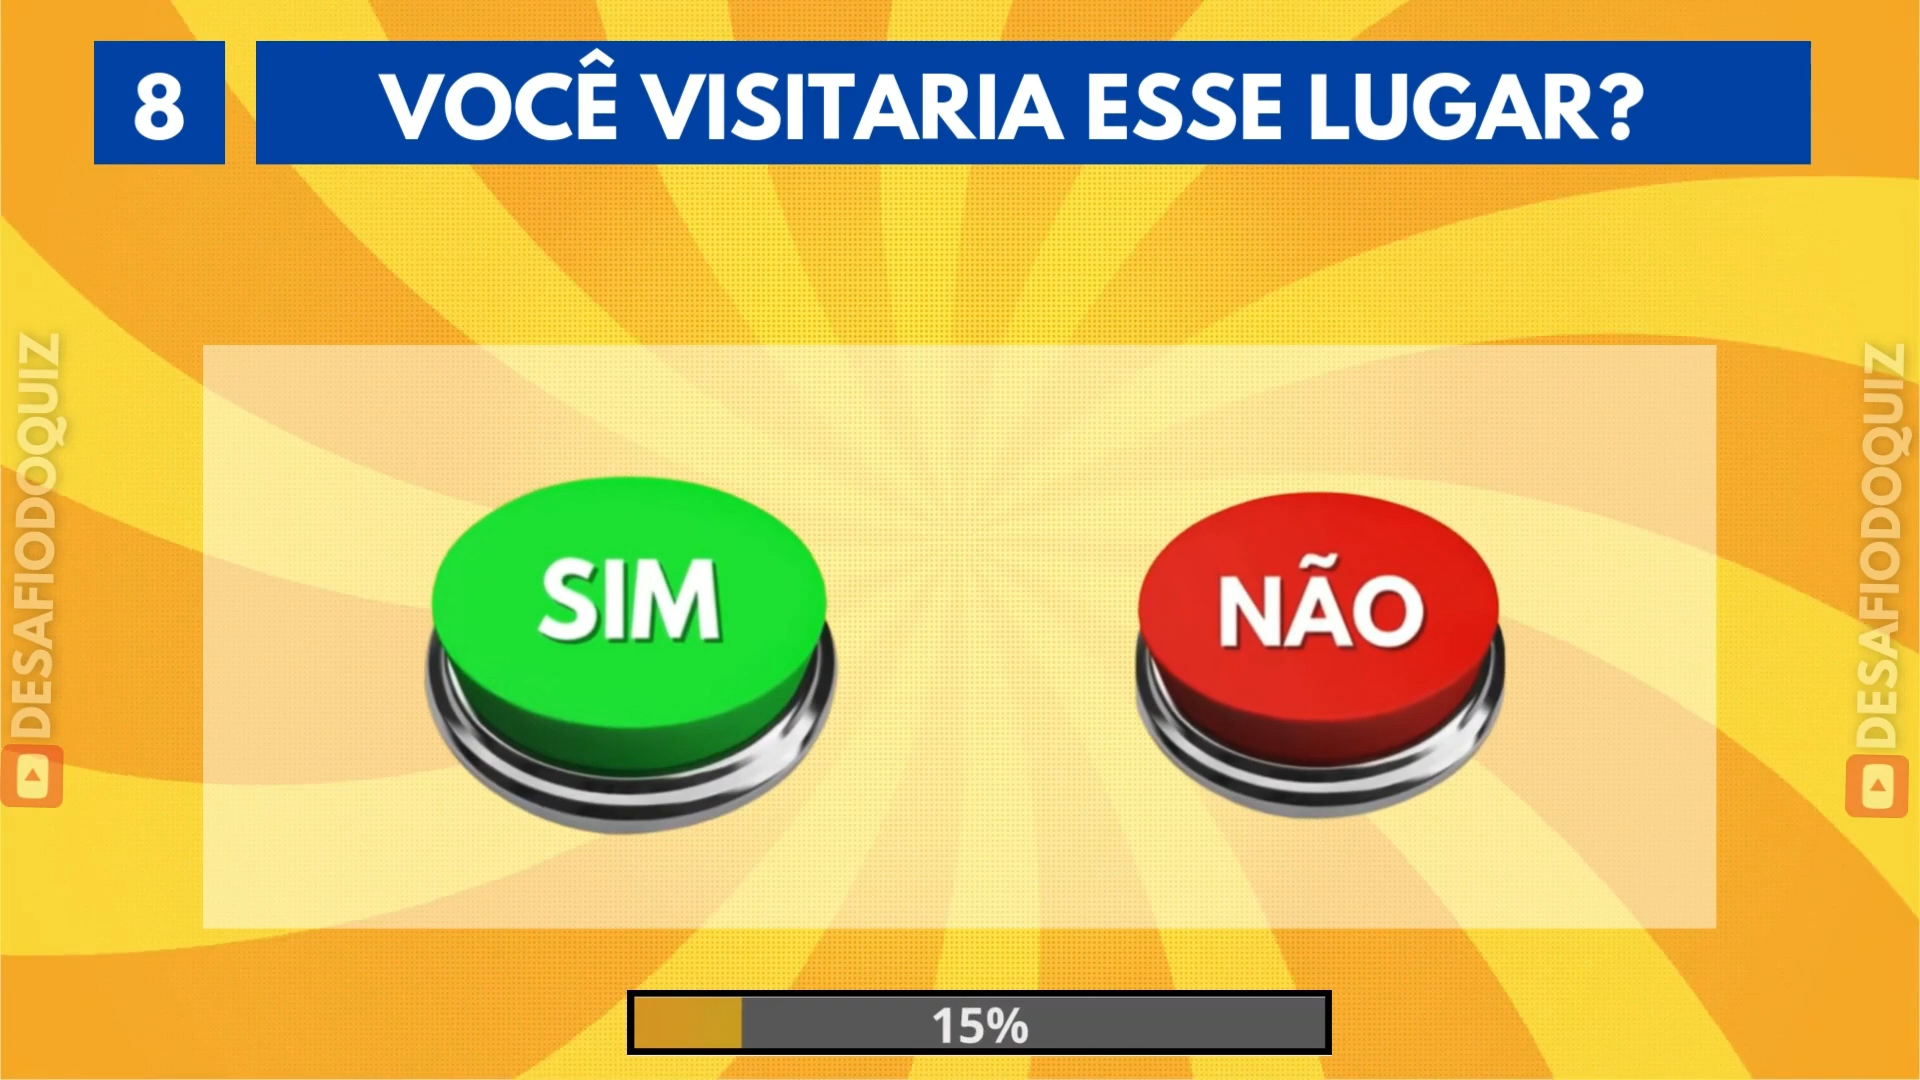 8
VOCÊ VISITARIA ESSE LUGAR?
DESAFIODOQUIZ
SIM
NÃO
DESAFIODOQUIZ
15%